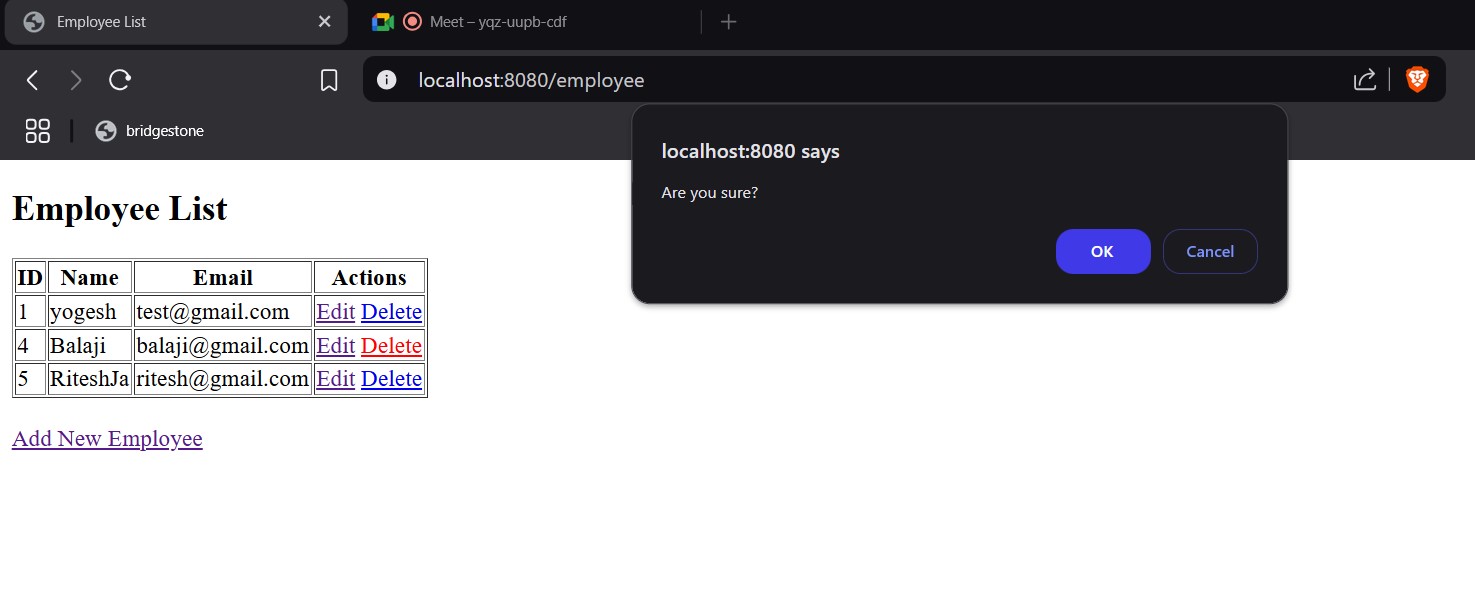 Employee List
Meet – yqz-uupb-cdf
localhost:8080/employee
bridgestone
localhost:8080 says
Are you sure?
OK Cancel
Employee List
ID Name Email Actions
1 yogesh test@gmail.com Edit Delete
4 Balaji balaji@gmail.com Edit Delete
5 RiteshJa ritesh@gmail.com Edit Delete
Add New Employee